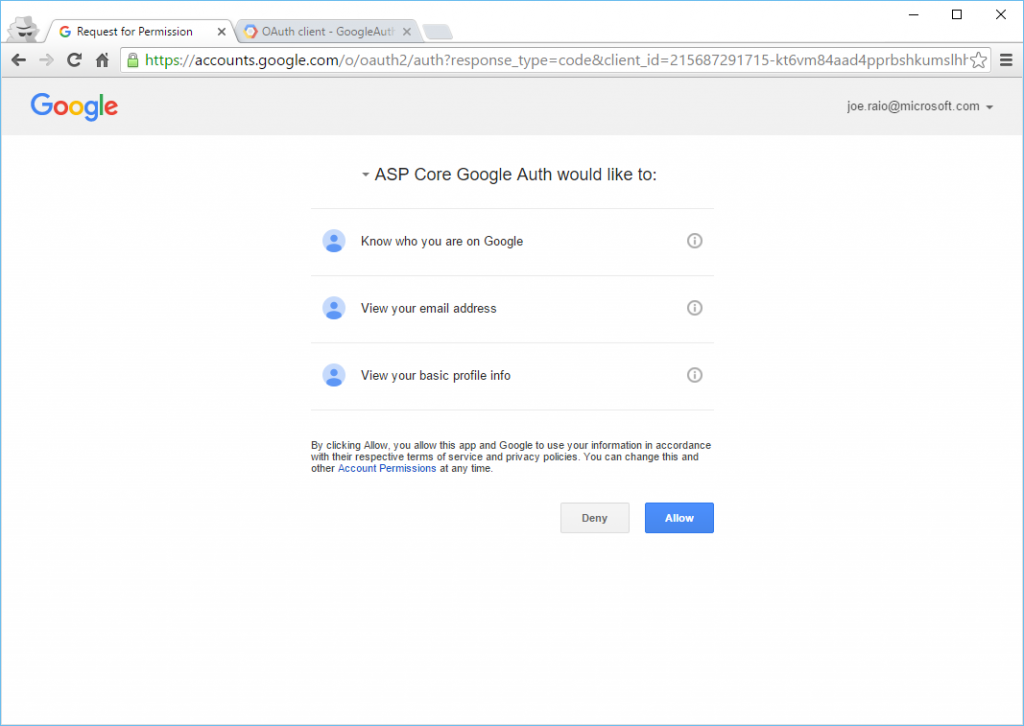 Request for Permission
OAuth client - GoogleAuth
https://accounts.google.com/o/oauth2/auth?response_type=code&client_id=215687291715-kt6vm84aad4pprbshkumslhh
Google
joe.raio@microsoft.com
ASP Core Google Auth would like to:
Know who you are on Google
View your email address
View your basic profile info
By clicking Allow, you allow this app and Google to use your information in accordance
with their respective terms of service and privacy policies. You can change this and
other Account Permissions at any time.
Deny
Allow